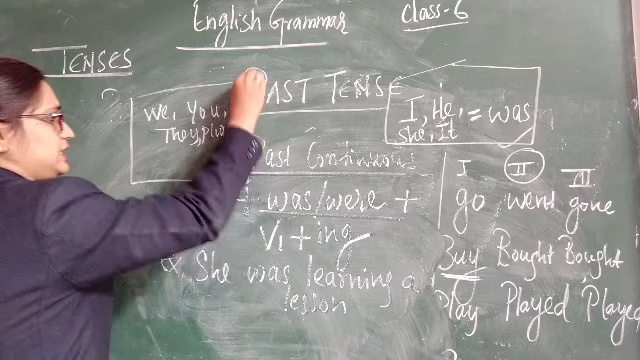 English Grammar
Class-6
TENSES
PAST TENSE
We, You,
They,
I, He, = was
She, It
Past Continuous
was/were +
V1 + ing
She was learning a
lesson
I II III
go went gone
Buy Bought Bought
Play Played Played